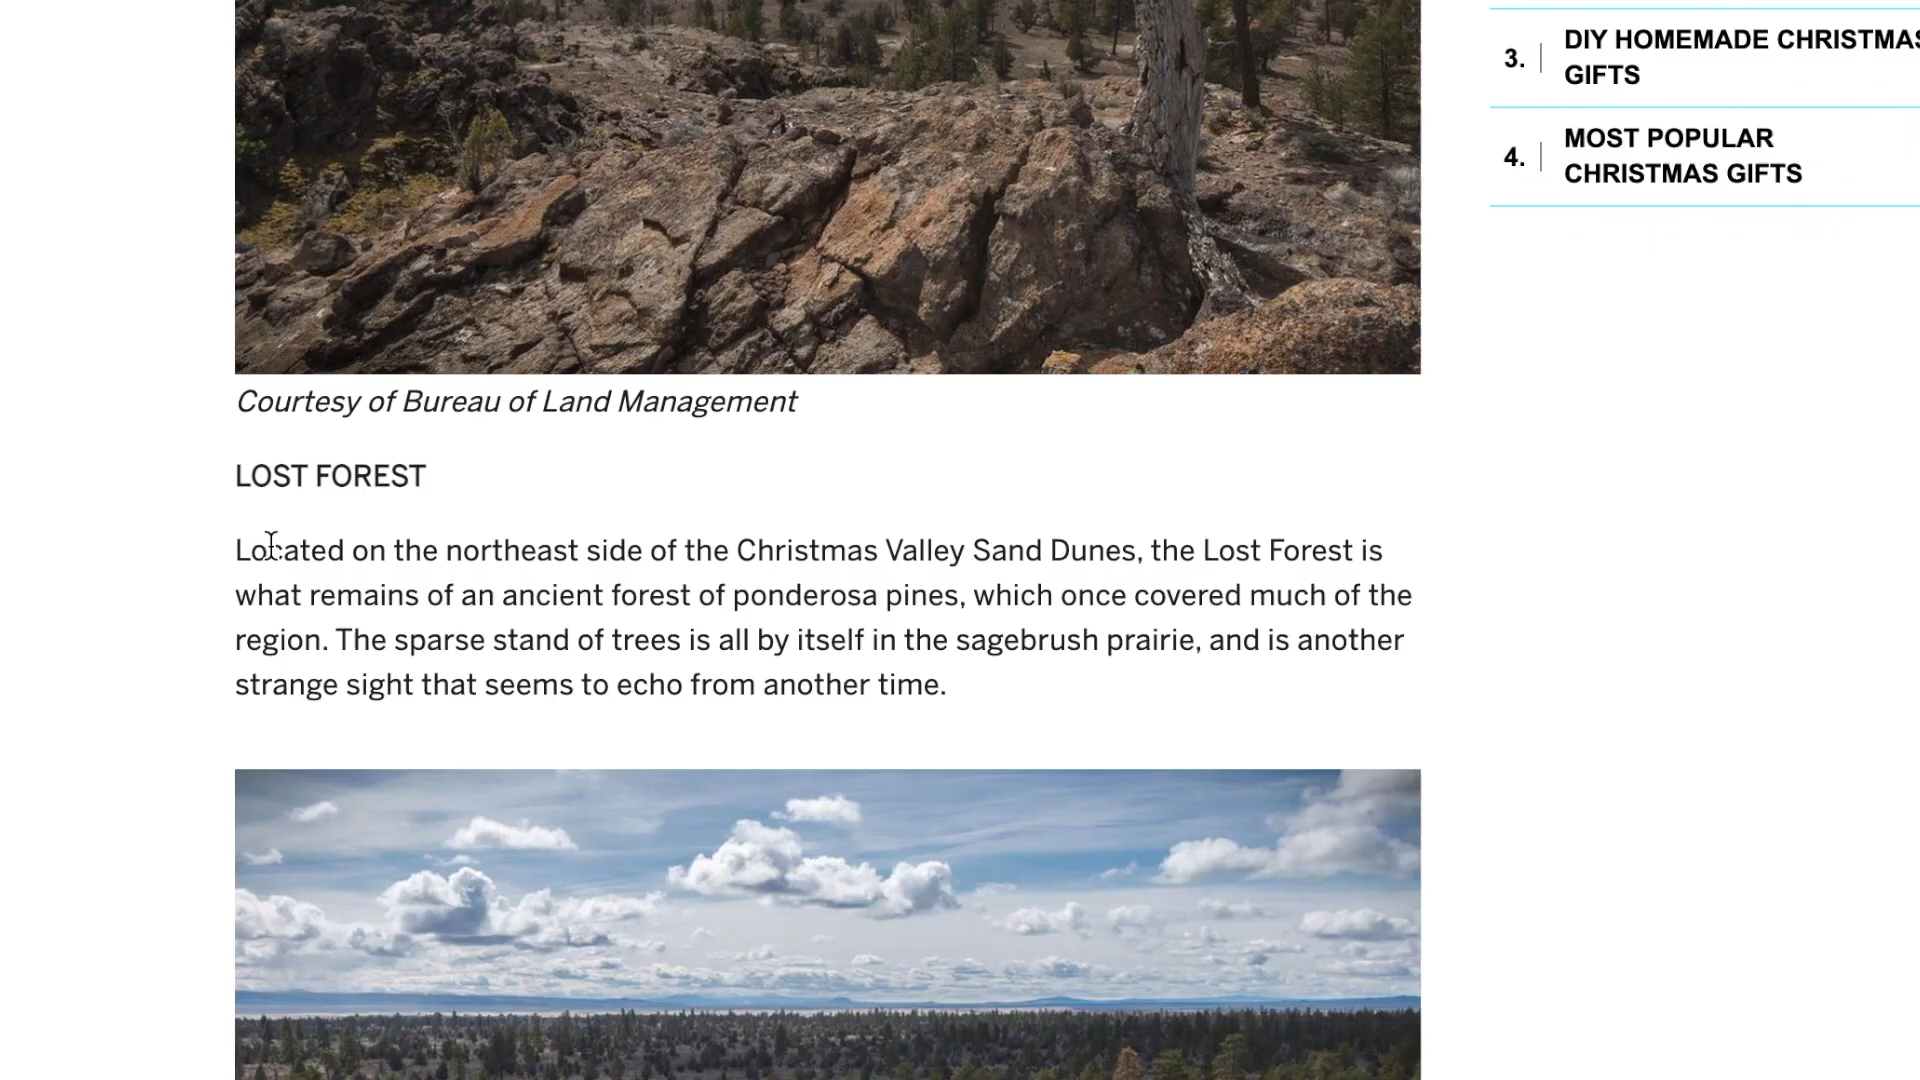 3. DIY HOMEMADE CHRISTMAS
GIFTS
4. MOST POPULAR
CHRISTMAS GIFTS
Courtesy of Bureau of Land Management
LOST FOREST
Located on the northeast side of the Christmas Valley Sand Dunes, the Lost Forest is
what remains of an ancient forest of ponderosa pines, which once covered much of the
region. The sparse stand of trees is all by itself in the sagebrush prairie, and is another
strange sight that seems to echo from another time.